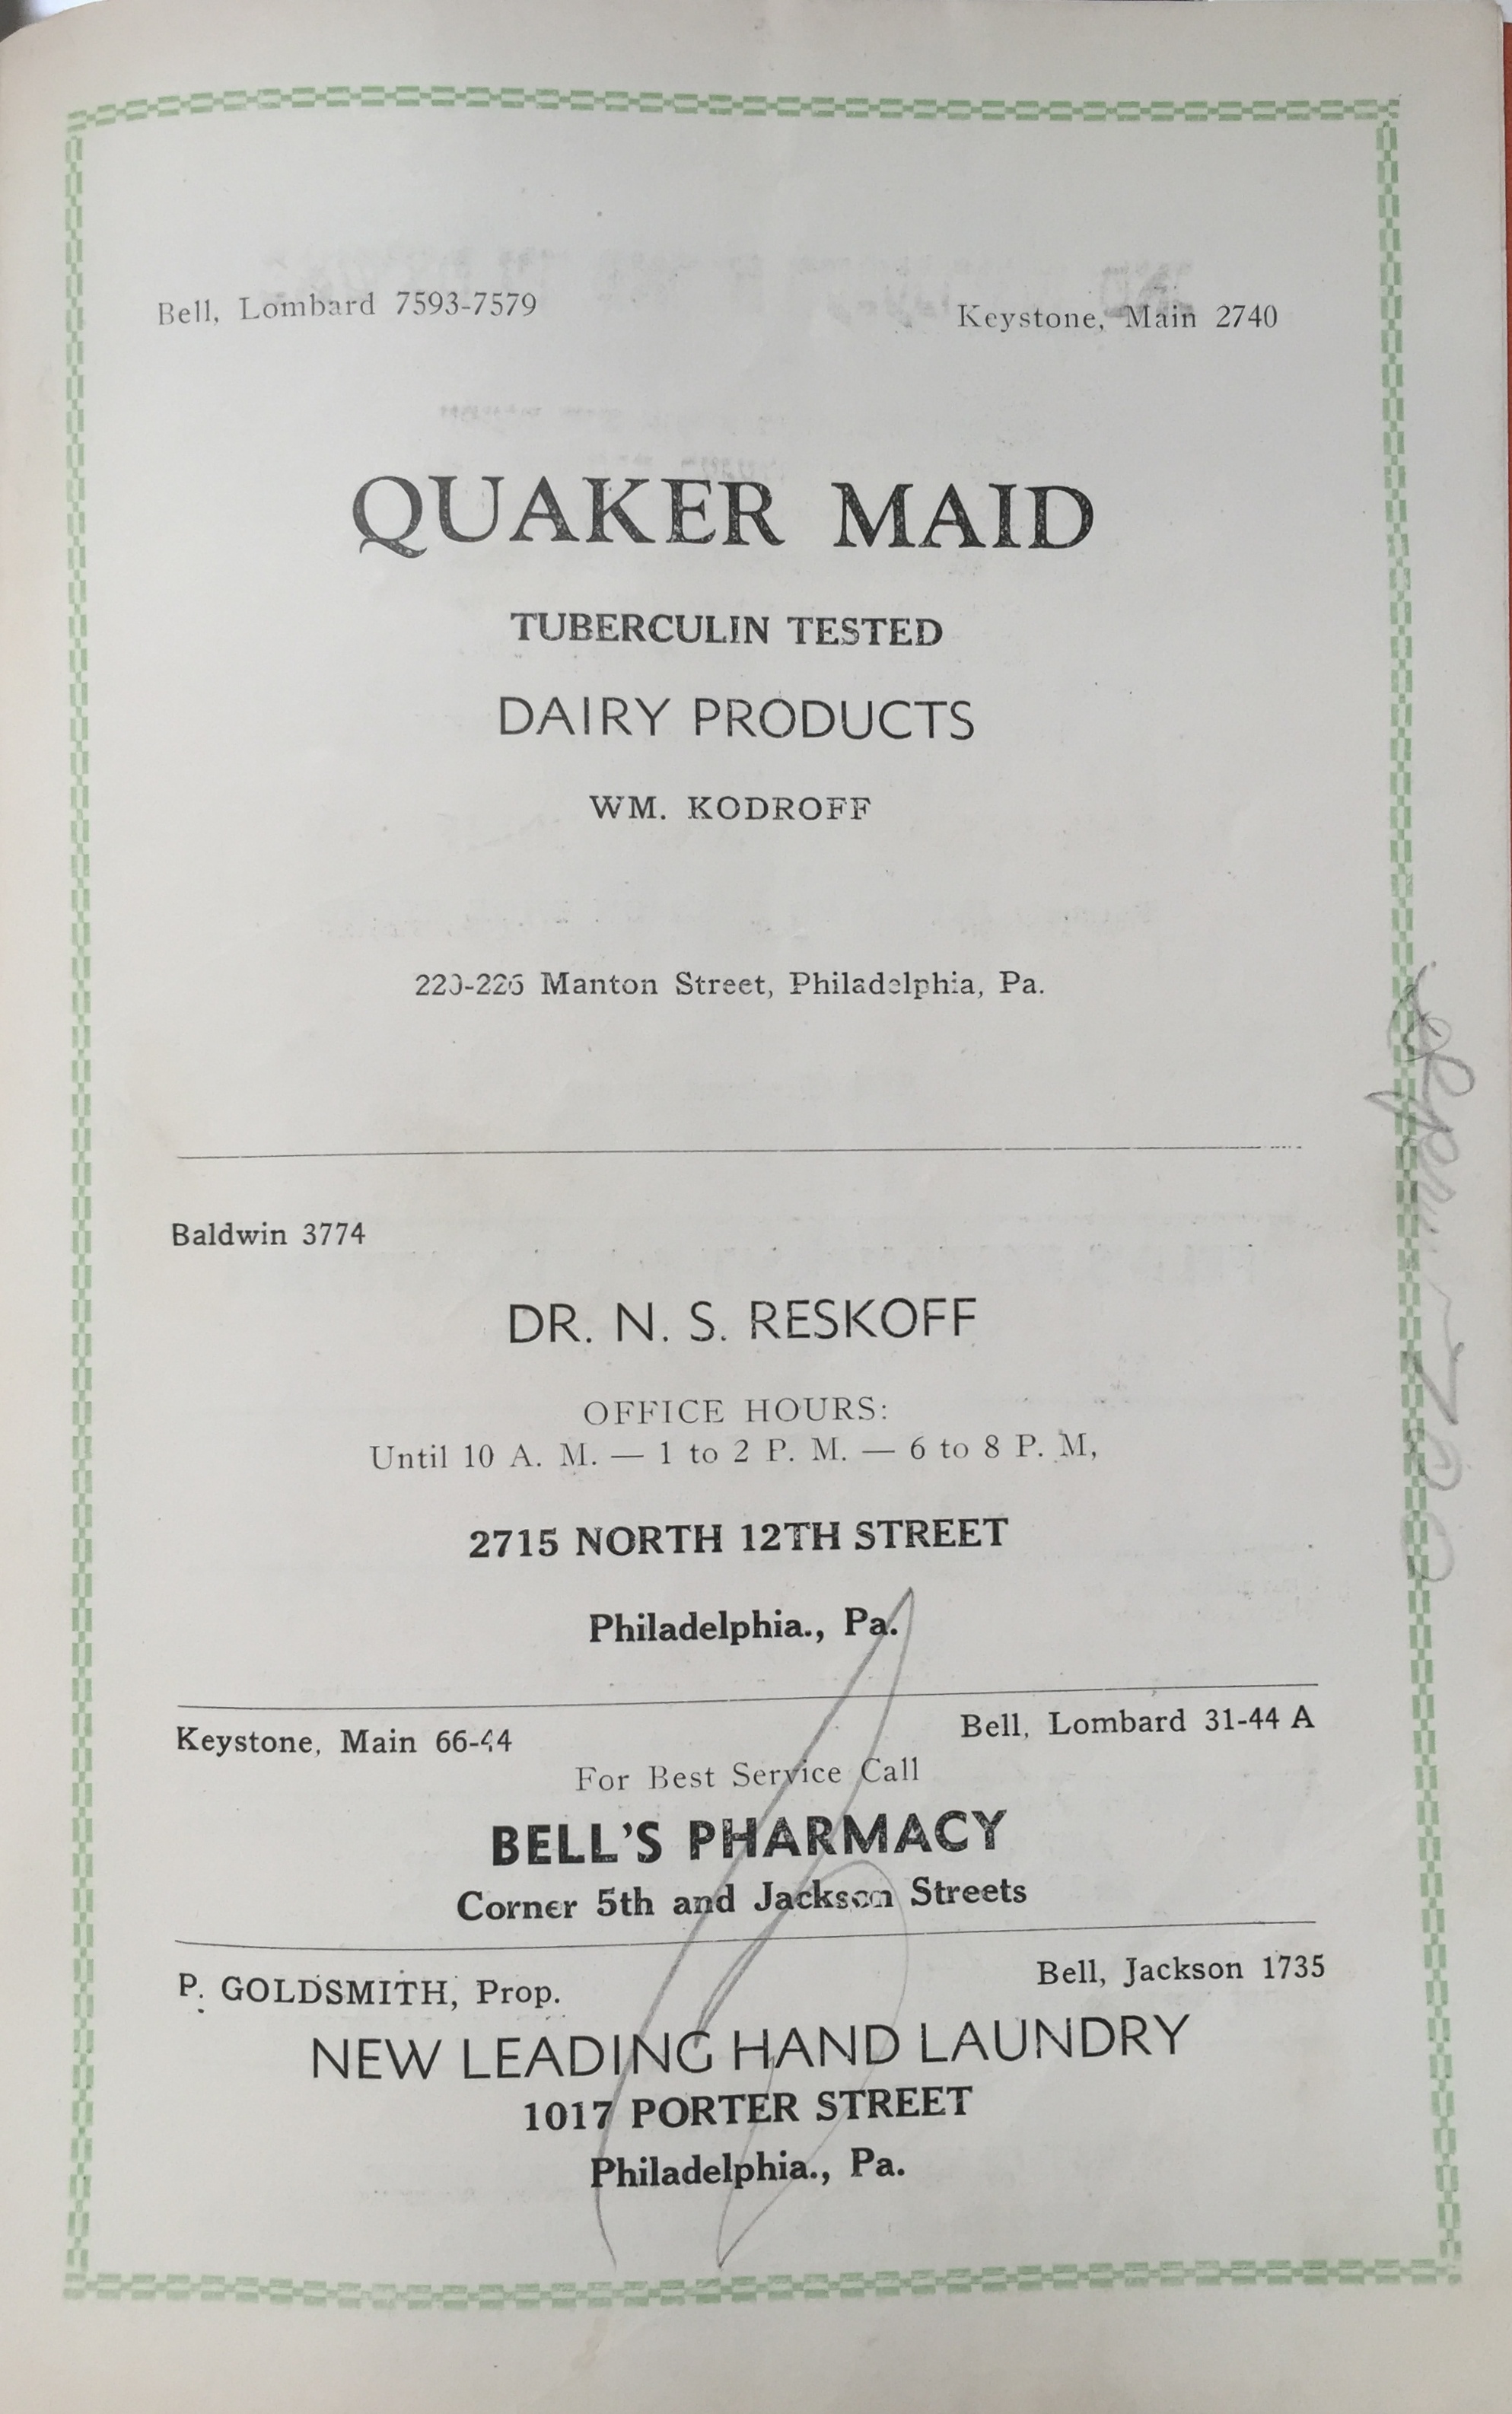 Bell, Lombard 7593-7579
Keystone, Main 2740
QUAKER MAID
TUBERCULIN TESTED
DAIRY PRODUCTS
WM. KODROFF
220-226 Manton Street, Philadelphia, Pa.
Baldwin 3774
DR. N. S. RESKOFF
OFFICE HOURS:
Until 10 A. M. — 1 to 2 P. M. — 6 to 8 P. M,
2715 NORTH 12TH STREET
Philadelphia., Pa.
Keystone, Main 66-44
Bell, Lombard 31-44 A
For Best Service Call
BELL'S PHARMACY
Corner 5th and Jackson Streets
P. GOLDSMITH, Prop.
Bell, Jackson 1735
NEW LEADING HAND LAUNDRY
1017 PORTER STREET
Philadelphia., Pa.